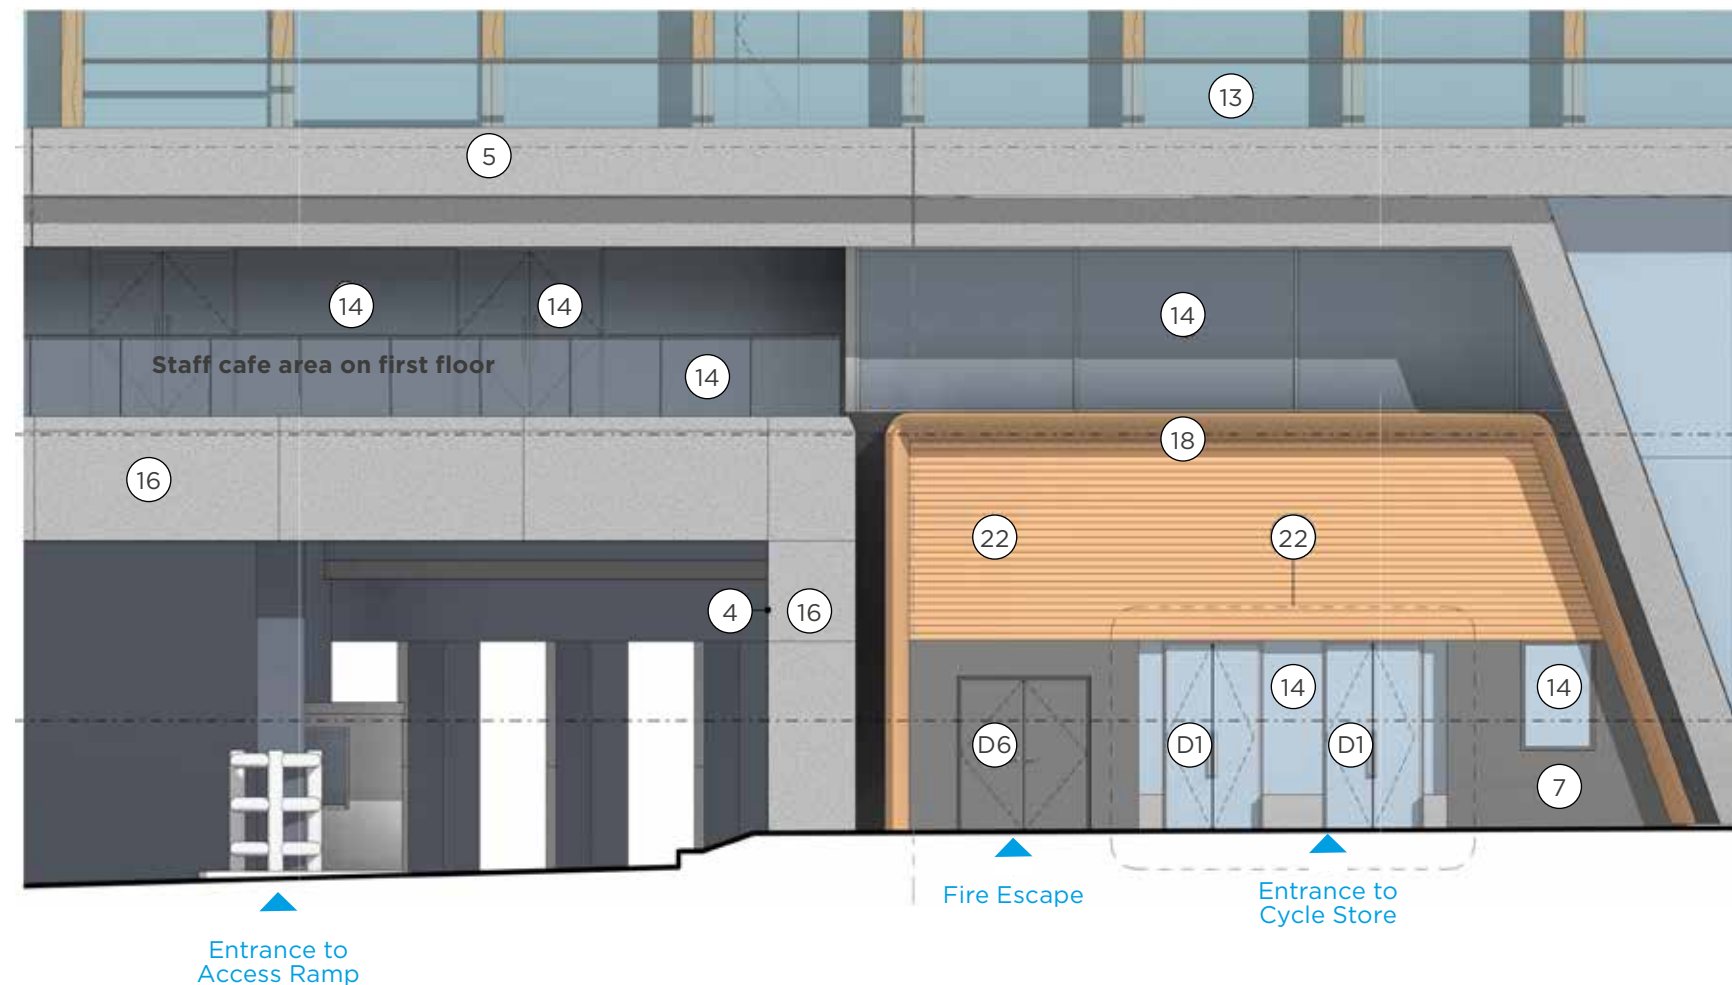 13
5
14
14
14
Staff cafe area on first floor
14
18
16
22
22
4
16
14
14
D6
D1
D1
7
Fire Escape
Entrance to
Cycle Store
Entrance to
Access Ramp